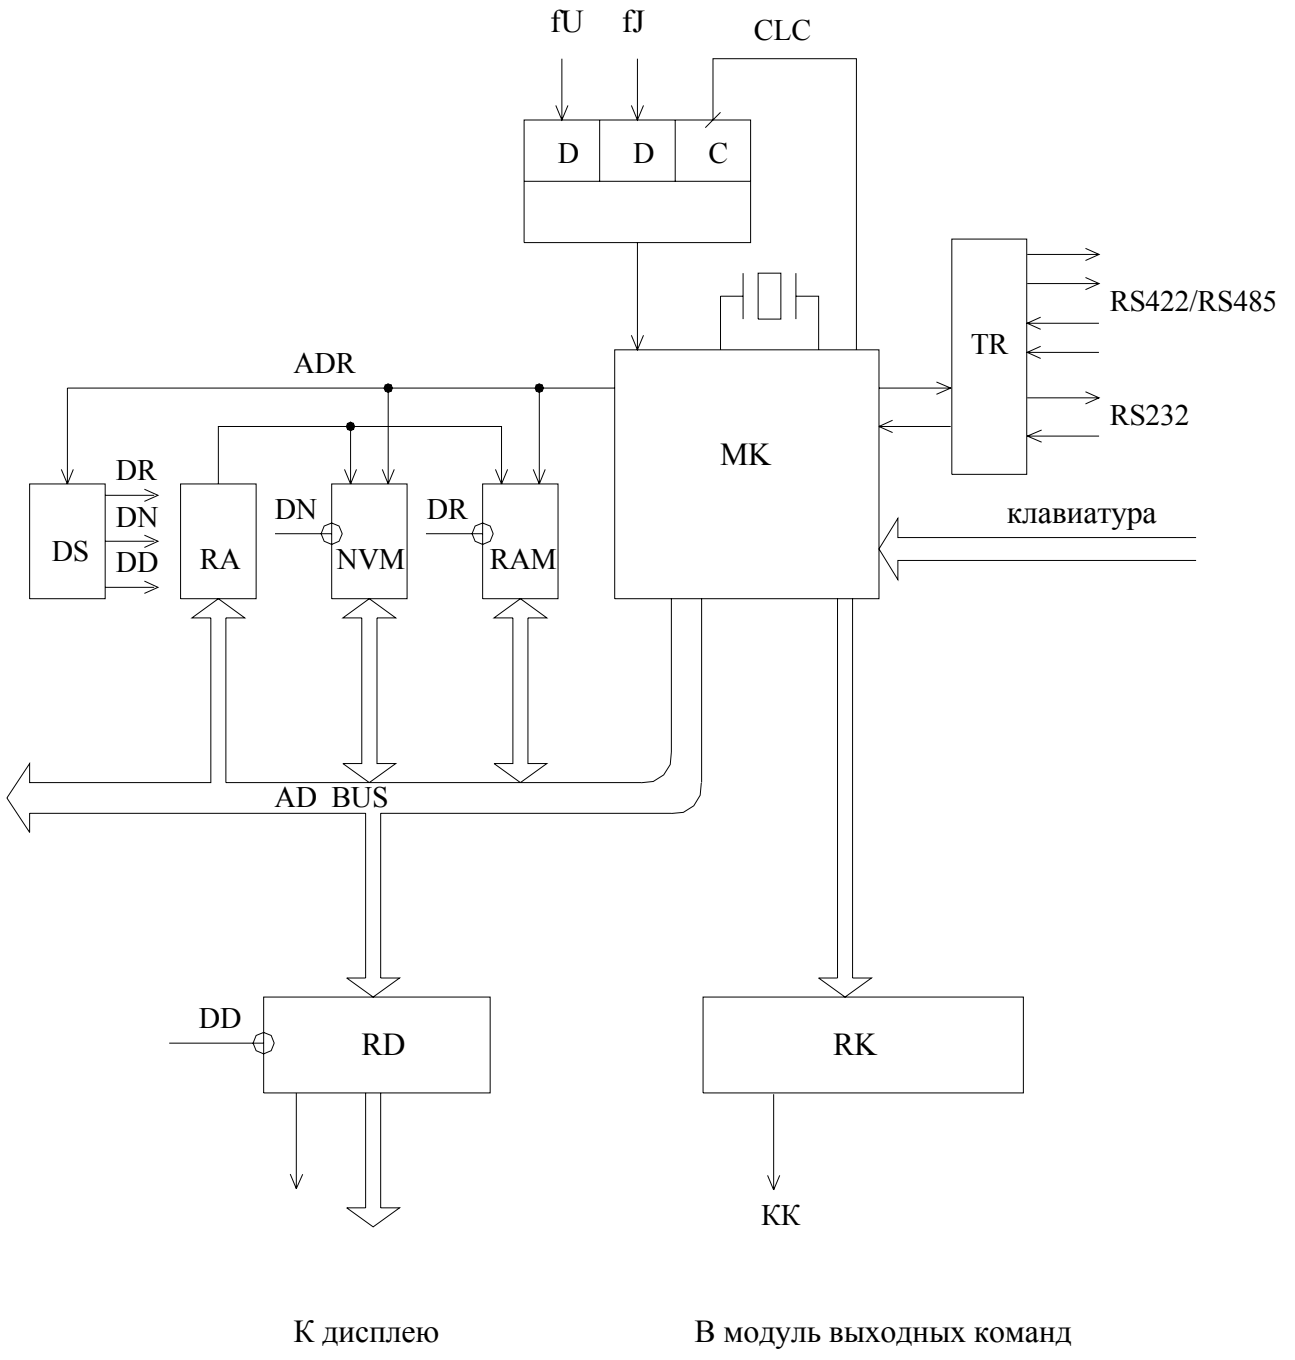 fU fJ CLC
D D C
RS422/RS485
TR
ADR
RS232
MK
DR
DN
DD
DS
RA
DN
NVM
DR
RAM
клавиатура
AD BUS
DD
RD
RK
КК
К дисплею
В модуль выходных команд